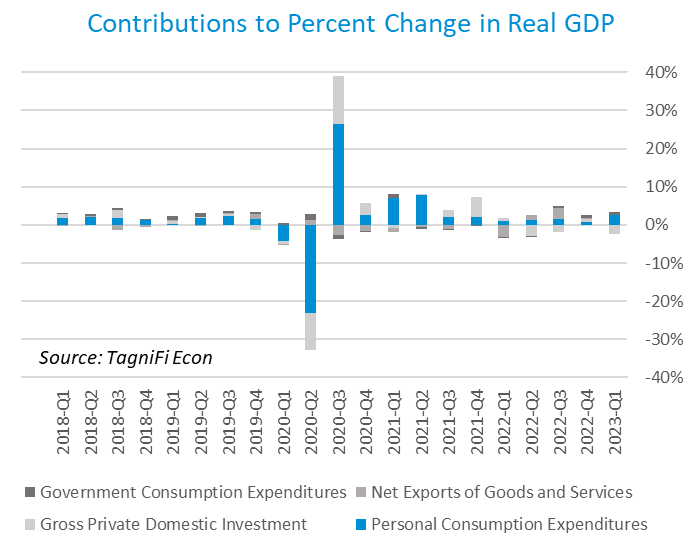 Contributions to Percent Change in Real GDP
40%
30%
20%
10%
0%
-10%
-20%
-30%
-40%
Source: TagniFi Econ
2018-Q1
2018-Q2
2018-Q3
2018-Q4
2019-Q1
2019-Q2
2019-Q3
2019-Q4
2020-Q1
2020-Q2
2020-Q3
2020-Q4
2021-Q1
2021-Q2
2021-Q3
2021-Q4
2022-Q1
2022-Q2
2022-Q3
2022-Q4
2023-Q1
Government Consumption Expenditures
Net Exports of Goods and Services
Gross Private Domestic Investment
Personal Consumption Expenditures